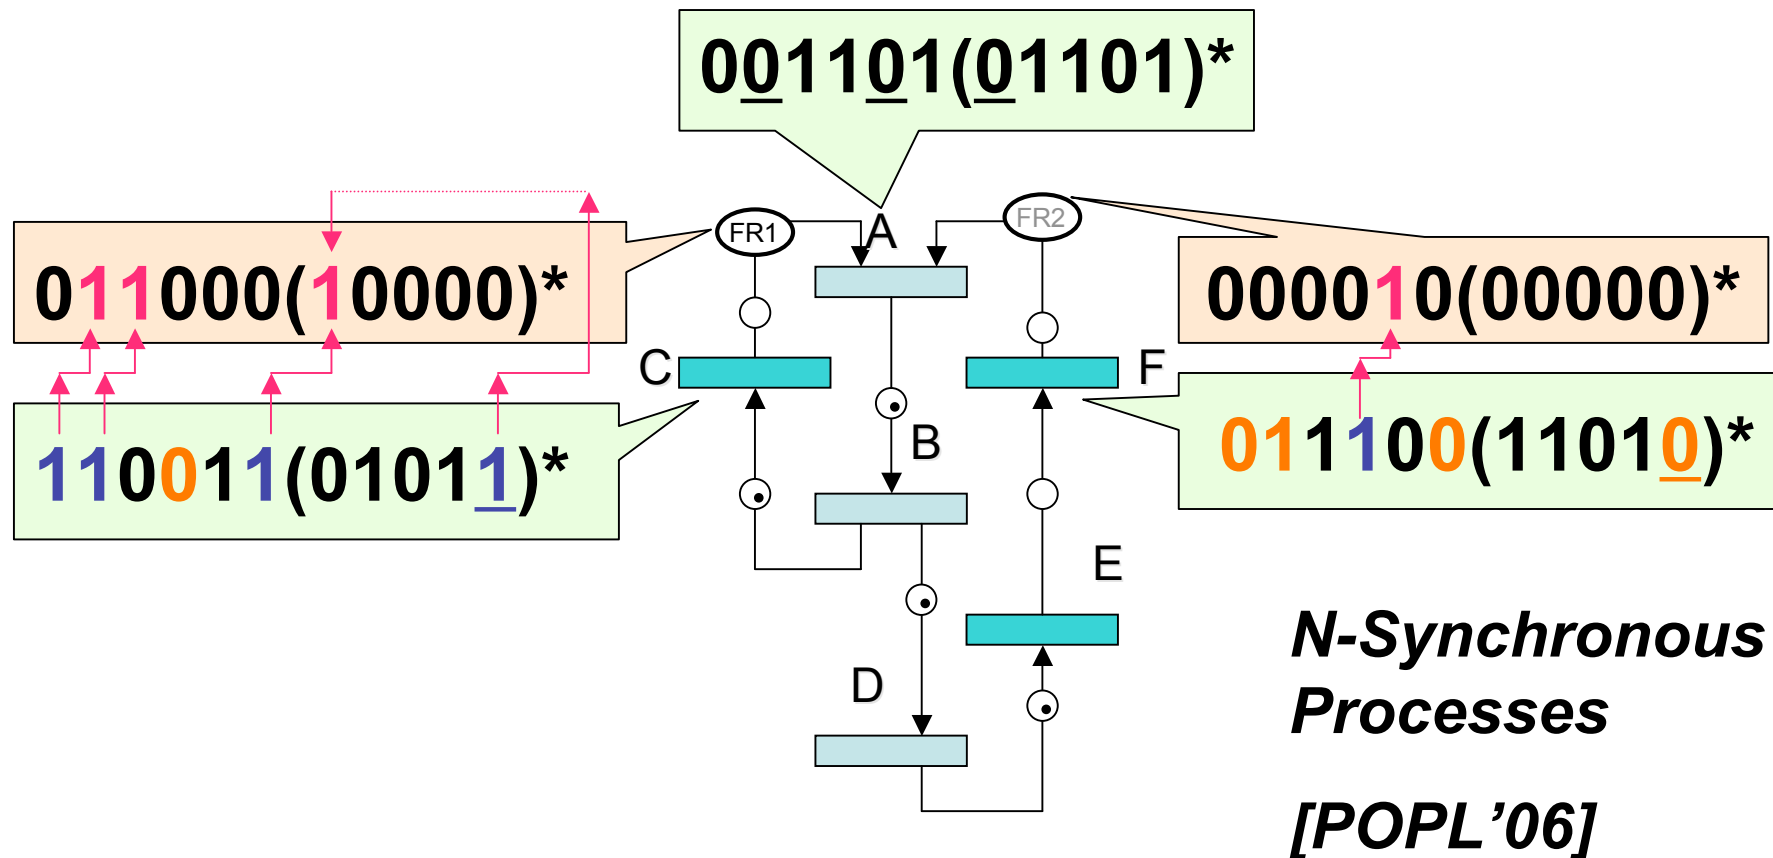 001101(01101)*
FR1
A
FR2
011000(10000)*
000010(00000)*
C
F
110011(01011)*
B
011100(11010)*
E
D
N-Synchronous
Processes
[POPL'06]